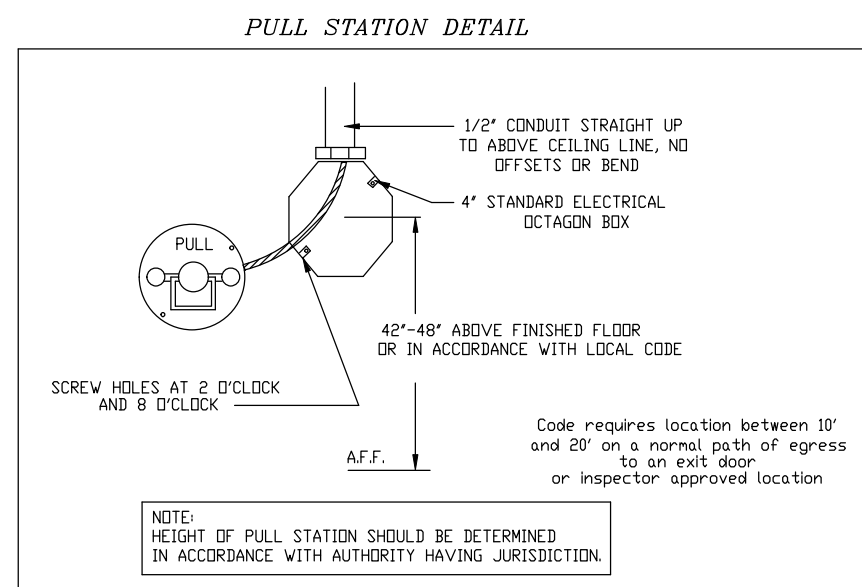 PULL STATION DETAIL
1/2" CONDUIT STRAIGHT UP
TO ABOVE CEILING LINE, NO
OFFSETS OR BEND
4" STANDARD ELECTRICAL
OCTAGON BOX
PULL
42"-48" ABOVE FINISHED FLOOR
OR IN ACCORDANCE WITH LOCAL CODE
SCREW HOLES AT 2 O'CLOCK
AND 8 O'CLOCK
Code requires location between 10'
and 20' on a normal path of egress
to an exit door
or inspector approved location
A.F.F.
NOTE:
HEIGHT OF PULL STATION SHOULD BE DETERMINED
IN ACCORDANCE WITH AUTHORITY HAVING JURISDICTION.